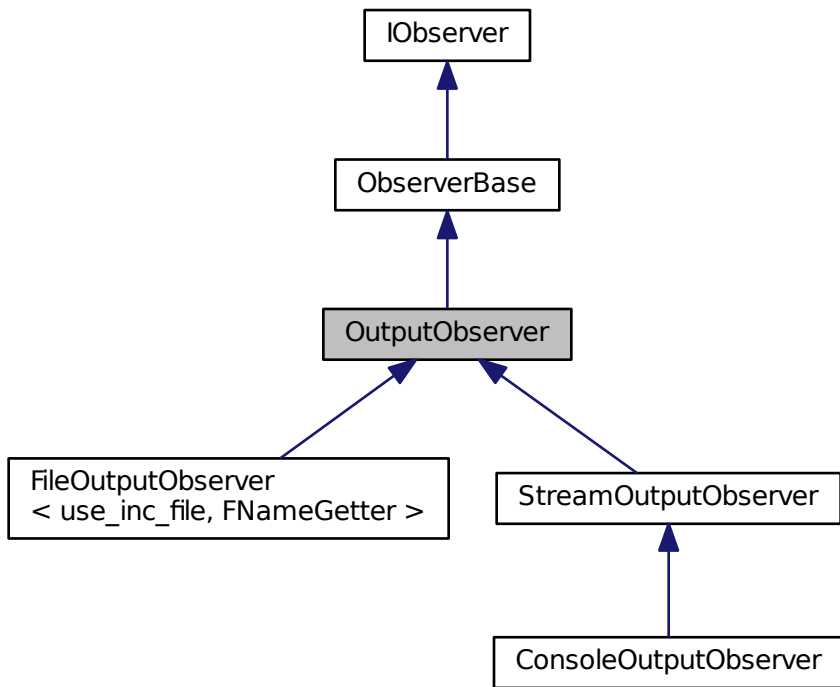 IObserver
ObserverBase
OutputObserver
FileOutputObserver
< use_inc_file, FNameGetter >
StreamOutputObserver
ConsoleOutputObserver